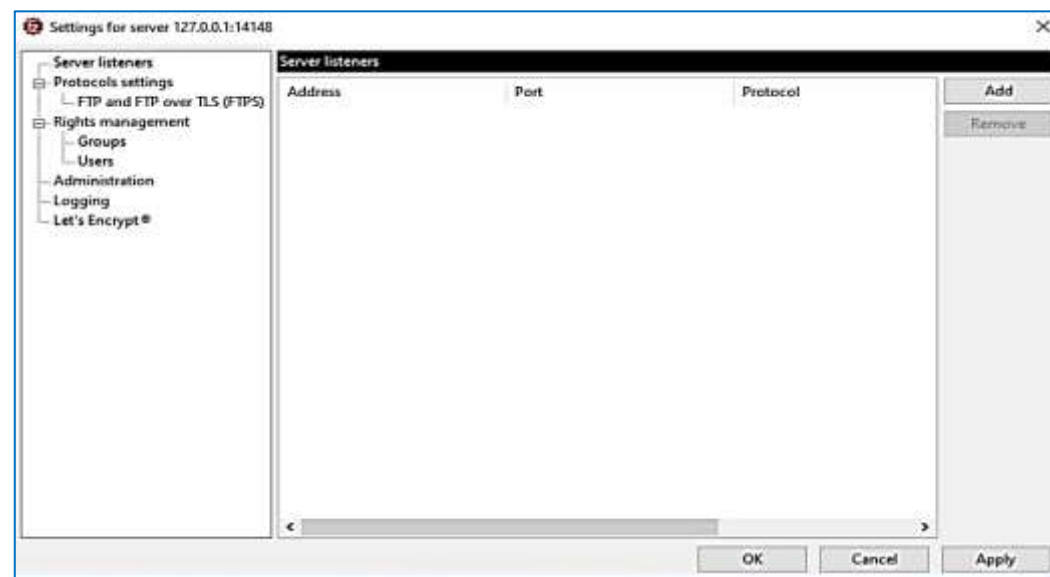 Settings for server 127.0.0.1:14148
Server listeners
Protocols settings
FTP and FTP over TLS (FTPS)
Rights management
Groups
Users
Administration
Logging
Let's Encrypt®
Server listeners
Address Port Protocol
Add
Remove
OK Cancel Apply